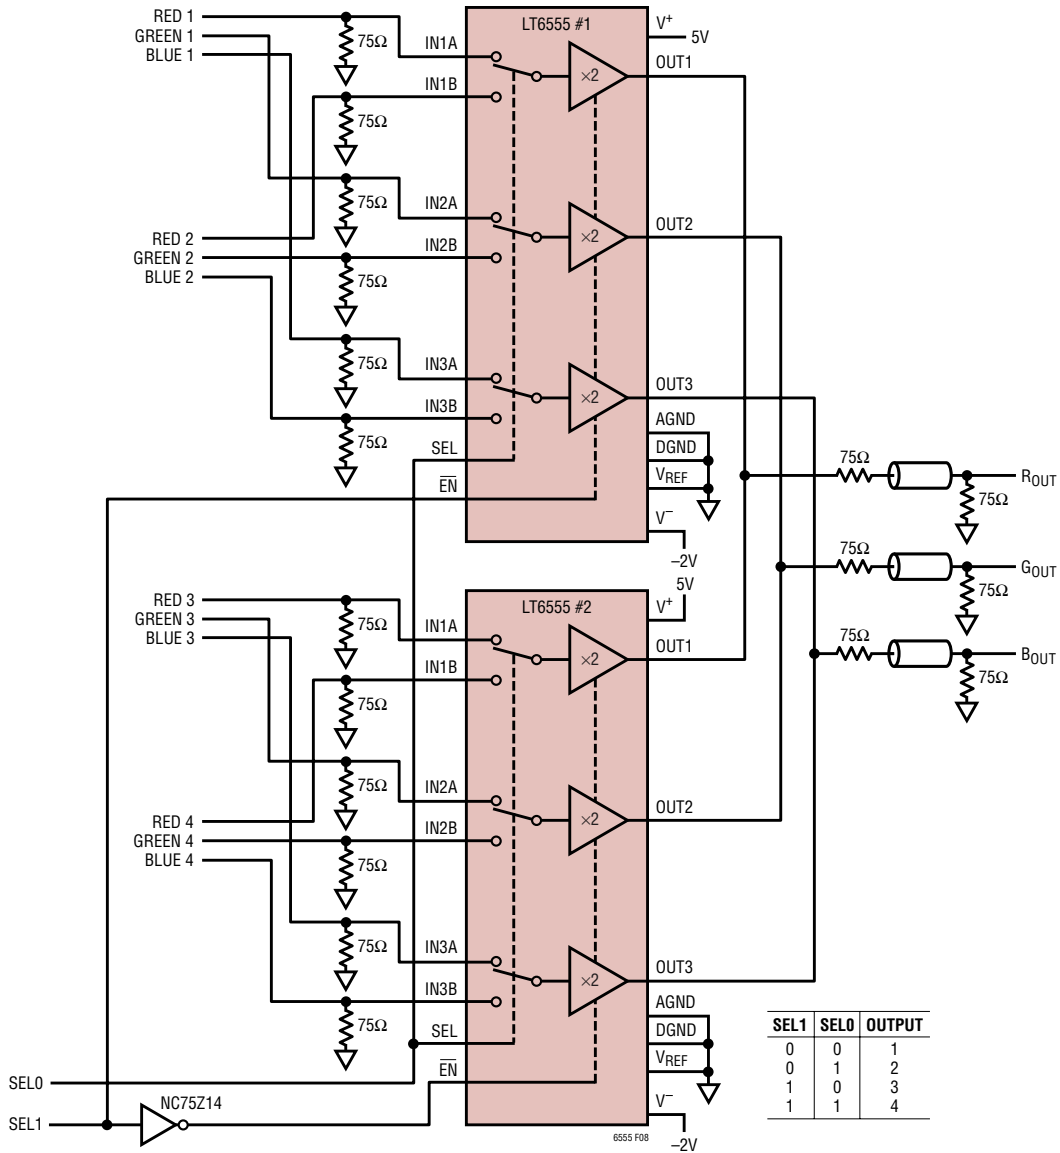 RED 1
GREEN 1
BLUE 1
75Ω
IN1A
IN1B
75Ω
LT6555 #1
×2
V⁺
5V
OUT1
75Ω
IN2A
IN2B
RED 2
GREEN 2
BLUE 2
75Ω
×2
OUT2
75Ω
IN3A
IN3B
75Ω
×2
OUT3
SEL
EN
AGND
DGND
VREF
V⁻
–2V
75Ω
ROUT
75Ω
75Ω
GOUT
75Ω
75Ω
BOUT
75Ω
RED 3
GREEN 3
BLUE 3
75Ω
IN1A
IN1B
75Ω
LT6555 #2
×2
5V
V⁺
OUT1
75Ω
IN2A
IN2B
RED 4
GREEN 4
BLUE 4
75Ω
×2
OUT2
75Ω
IN3A
IN3B
75Ω
×2
OUT3
SEL
EN
AGND
DGND
VREF
V⁻
–2V
SEL0
SEL1
NC75Z14
6555 F08
SEL1 SEL0 OUTPUT
0 0 1
0 1 2
1 0 3
1 1 4